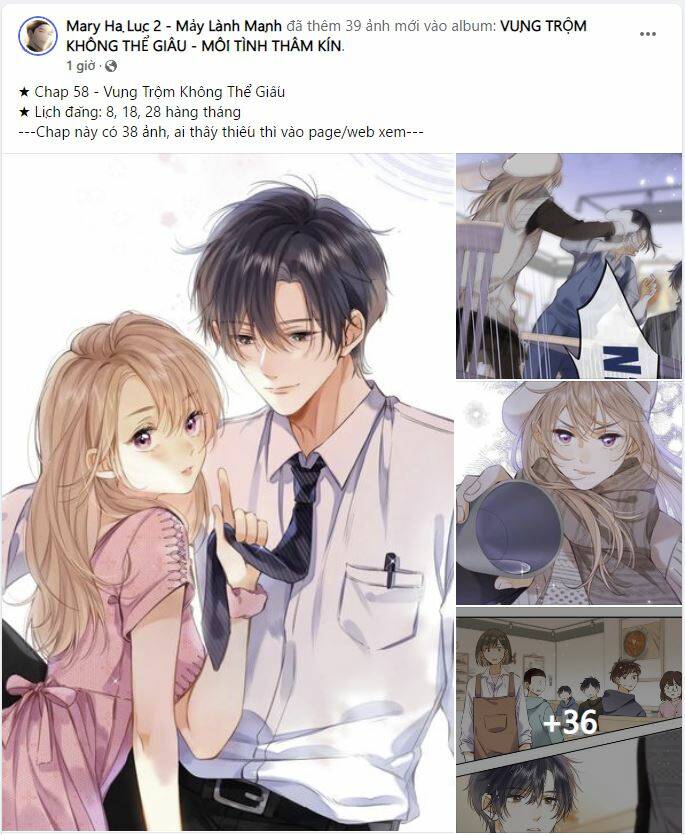 Mary Hạ Lục 2 - Mảy Lành Mạnh đã thêm 39 ảnh mới vào album: VỤNG TRỘM
KHÔNG THỂ GIẤU - MỐI TÌNH THẦM KÍN.
1 giờ ·
★ Chap 58 - Vụng Trộm Không Thể Giấu
★ Lịch đăng: 8, 18, 28 hàng tháng
---Chap này có 38 ảnh, ai thấy thiếu thì vào page/web xem---
+36